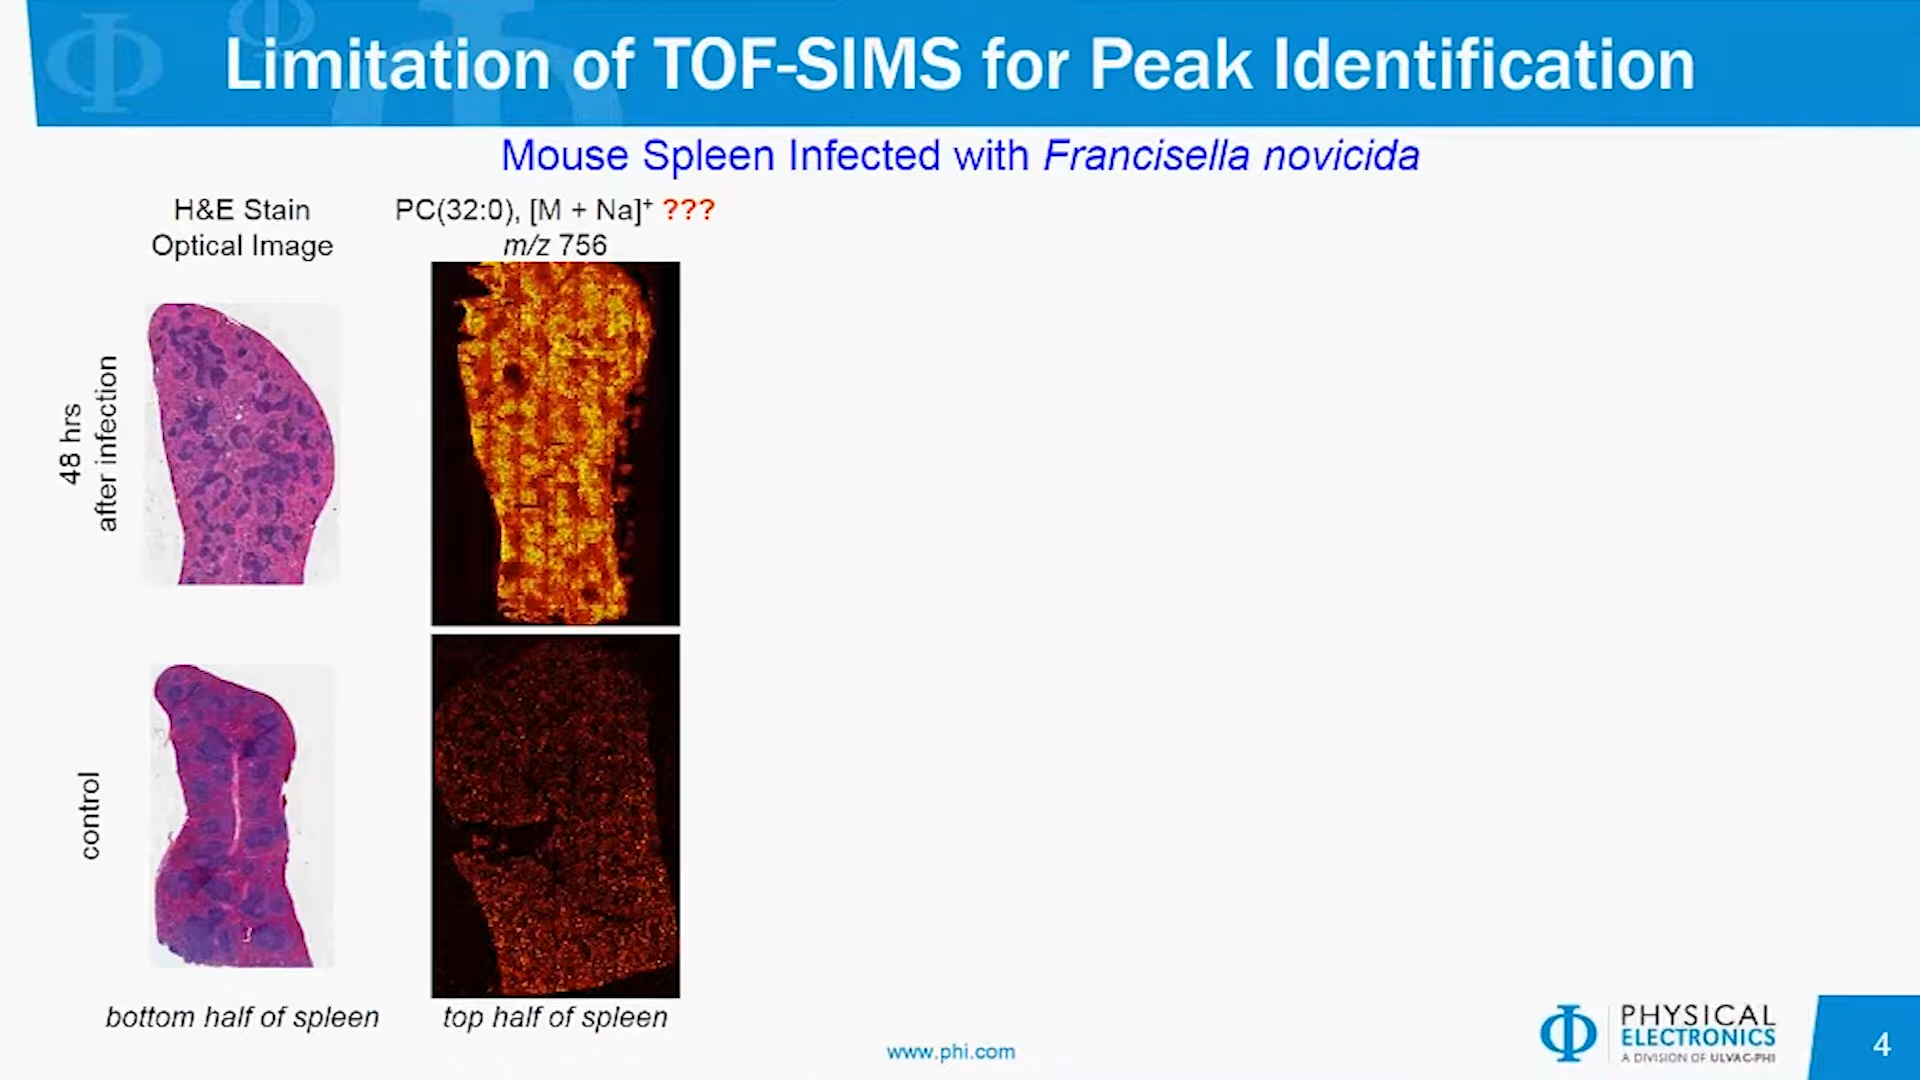 Limitation of TOF-SIMS for Peak Identification
Mouse Spleen Infected with Francisella novicida
H&E Stain
Optical Image
PC(32:0), [M + Na]⁺ ???
m/z 756
48 hrs
after infection
control
bottom half of spleen
top half of spleen
www.phi.com
PHYSICAL
ELECTRONICS
A DIVISION OF ULVAC-PHI
4